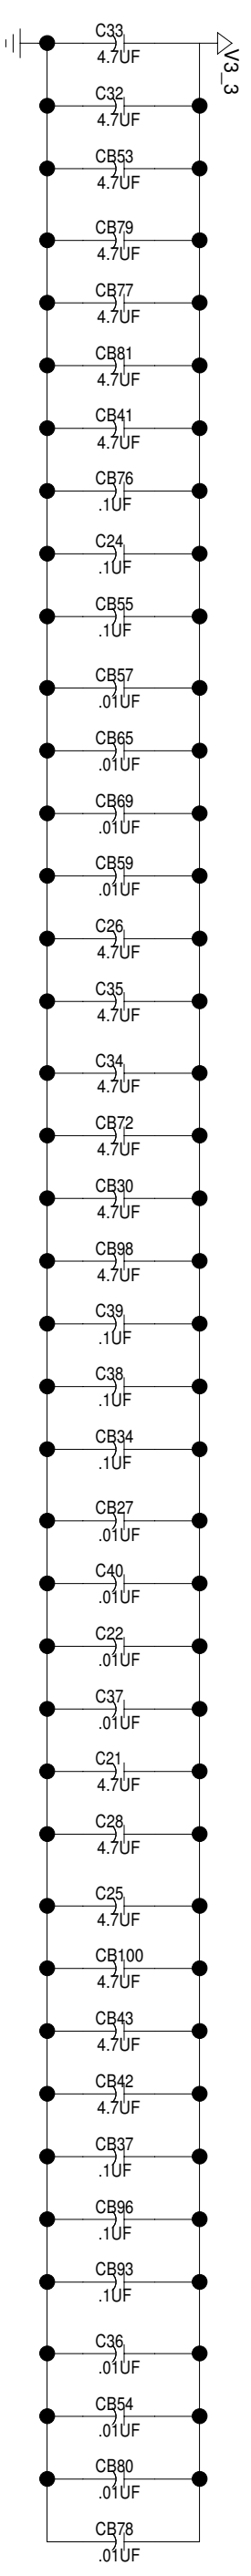 V3_3
C33
4.7UF
C32
4.7UF
CB53
4.7UF
CB79
4.7UF
CB77
4.7UF
CB81
4.7UF
CB41
4.7UF
CB76
.1UF
C24
.1UF
CB55
.1UF
CB57
.01UF
CB65
.01UF
CB69
.01UF
CB59
.01UF
C26
4.7UF
C35
4.7UF
C34
4.7UF
CB72
4.7UF
CB30
4.7UF
CB98
4.7UF
C39
.1UF
C38
.1UF
CB34
.1UF
CB27
.01UF
C40
.01UF
C22
.01UF
C37
.01UF
C21
4.7UF
C28
4.7UF
C25
4.7UF
CB100
4.7UF
CB43
4.7UF
CB42
4.7UF
CB37
.1UF
CB96
.1UF
CB93
.1UF
C36
.01UF
CB54
.01UF
CB80
.01UF
CB78
.01UF